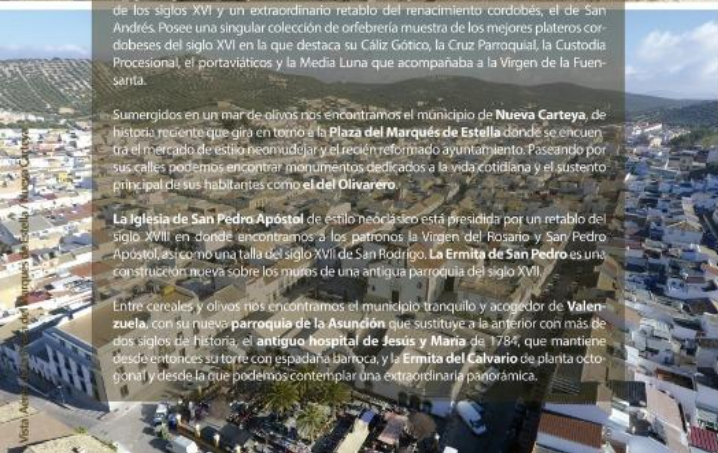 de los siglos XVI y un extraordinario retablo del renacimiento cordobés, el de San
Andrés. Posee una singular colección de orfebrería muestra de los mejores plateros cor-
dobeses del siglo XVI en la que destaca su Cáliz Gótico, la Cruz Parroquial, la Custodia
Procesional, el portaviáticos y la Media Luna que acompañaba a la Virgen de la Fuen-
santa.
Sumergidos en un mar de olivos nos encontramos el municipio de Nueva Carteya, de
historia reciente que gira en torno a la Plaza del Marqués de Estella donde se encuen-
tra el mercado de estilo neomudejar y el recién reformado ayuntamiento. Paseando por
sus calles podemos encontrar monumentos dedicados a la vida cotidiana y el sustento
principal de sus habitantes como el del Olivarero.
La Iglesia de San Pedro Apóstol de estilo neoclásico está presidida por un retablo del
siglo XVIII en donde encontramos a los patronos la Virgen del Rosario y San Pedro
Apóstol, así como una talla del siglo XVII de San Rodrigo. La Ermita de San Pedro es una
construcción nueva sobre los muros de una antigua parroquia del siglo XVII.
Entre cereales y olivos nos encontramos el municipio tranquilo y acogedor de Valen-
zuela, con su nueva parroquia de la Asunción que sustituye a la anterior con más de
dos siglos de historia, el antiguo hospital de Jesús y María de 1784, que mantiene
desde entonces su torre con espadaña barroca, y la Ermita del Calvario de planta octo-
gonal y desde la que podemos contemplar una extraordinaria panorámica.
Vista Marqués de Estella. Nueva Carteya